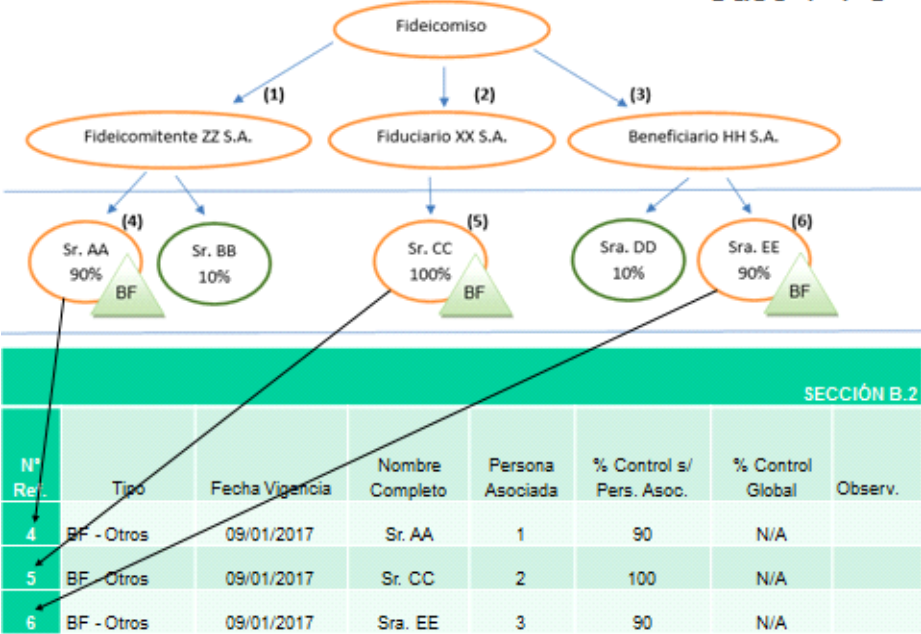 Fideicomiso
(1)
(2)
(3)
Fideicomitente ZZ S.A.
Fiduciario XX S.A.
Beneficiario HH S.A.
(4)
(5)
(6)
Sr. AA
90%
BF
Sr. BB
10%
Sr. CC
100%
BF
Sra. DD
10%
Sra. EE
90%
BF
SECCIÓN B.2
N° Ref. Tipo Fecha Vigencia Nombre Completo Persona Asociada % Control s/ Pers. Asoc. % Control Global Observ.
4 BF - Otros 09/01/2017 Sr. AA 1 90 N/A
5 BF - Otros 09/01/2017 Sr. CC 2 100 N/A
6 BF - Otros 09/01/2017 Sra. EE 3 90 N/A